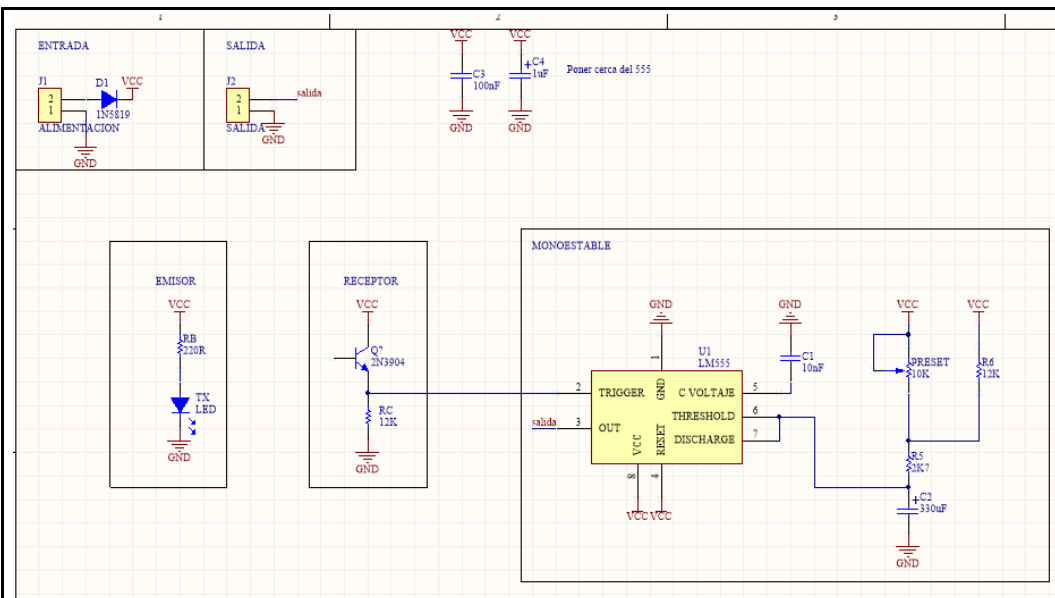 1
2
3
ENTRADA
J1
2
1
ALIMENTACION
D1
1N5819
VCC
GND
SALIDA
J2
2
1
SALIDA
salida
GND
VCC
C3
100nF
GND
VCC
C4
1uF
GND
Poner cerca del 555
EMISOR
VCC
RB
220R
TX
LED
GND
RECEPTOR
VCC
Q?
2N3904
RC
12K
GND
MONOESTABLE
GND
1
U1
LM555
2
TRIGGER
GND
C VOLTAJE
5
THRESHOLD
6
salida
3
OUT
DISCHARGE
7
VCC
RESET
8
4
VCC
VCC
GND
C1
10nF
VCC
PRESET
10K
VCC
R6
12K
R5
2K7
C2
330uF
GND